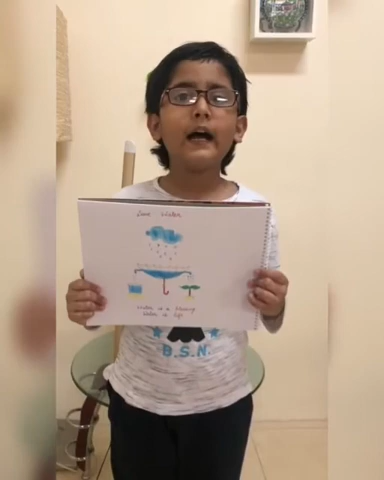 Save Water
Water is a Blessing
Water is Life
B.S.N.